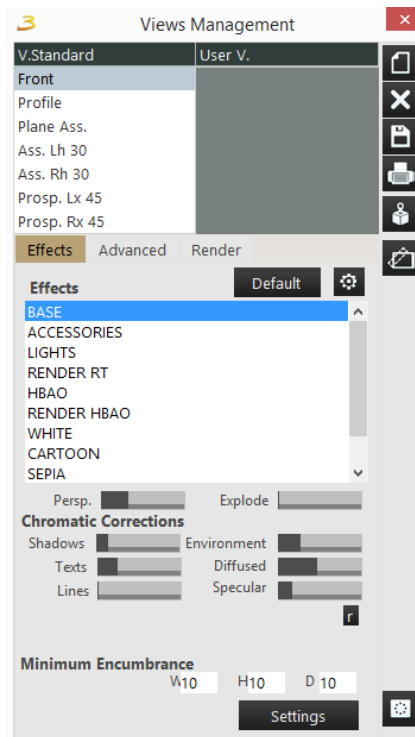 Views Management
V.Standard User V.
Front
Profile
Plane Ass.
Ass. Lh 30
Ass. Rh 30
Prosp. Lx 45
Prosp. Rx 45
Effects Advanced Render
Effects Default
BASE
ACCESSORIES
LIGHTS
RENDER RT
HBAO
RENDER HBAO
WHITE
CARTOON
SEPIA
Persp. Explode
Chromatic Corrections
Shadows Environment
Texts Diffused
Lines Specular
r
Minimum Encumbrance
W 10 H 10 D 10
Settings